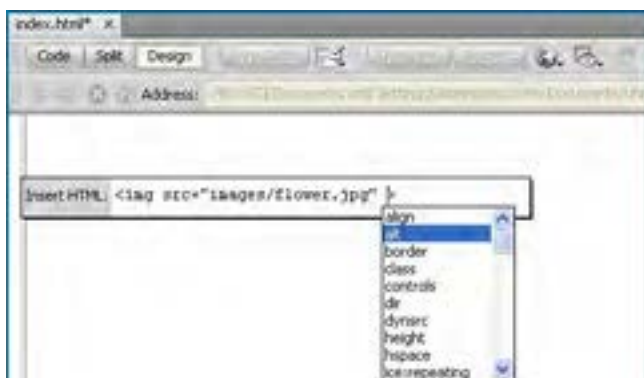 index.html* x
Code Split Design
Address:
Insert HTML: <img src="images/flower.jpg" >
align
alt
border
class
controls
dir
dynsrc
height
hspace
ice:repeating